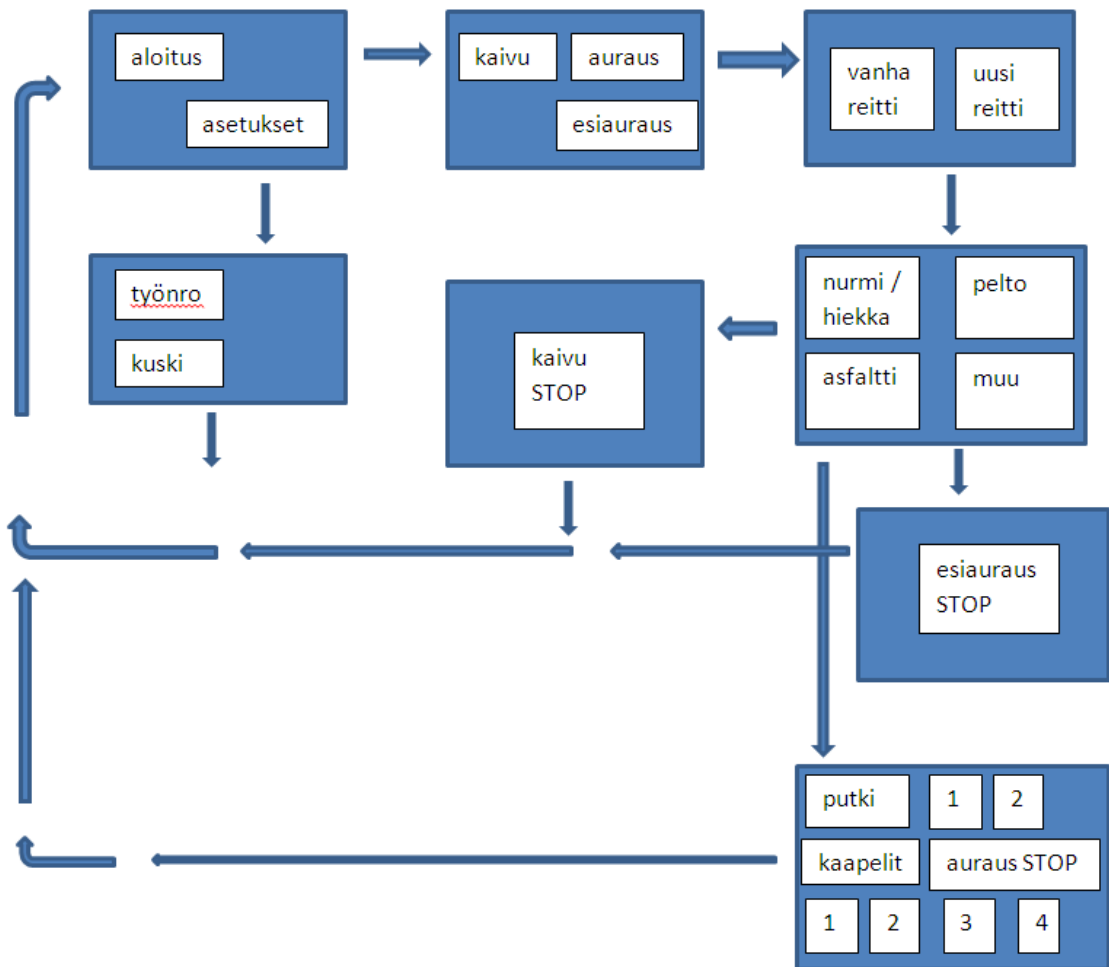 aloitus
asetukset
kaivu
auraus
esiauraus
vanha
reitti
uusi
reitti
työnro
kuski
kaivu
STOP
nurmi /
hiekka
pelto
asfaltti
muu
esiauraus
STOP
putki
1
2
kaapelit
auraus STOP
1
2
3
4